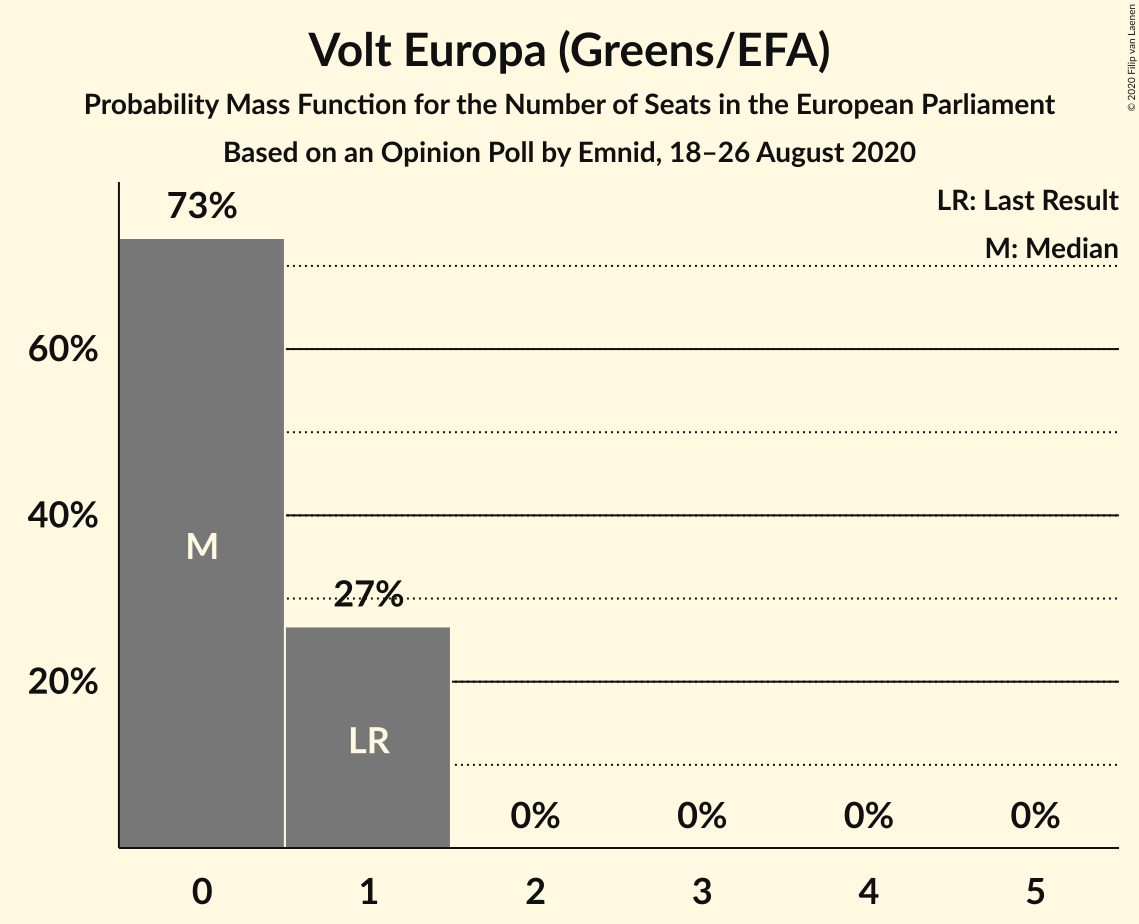 Volt Europa (Greens/EFA)
Probability Mass Function for the Number of Seats in the European Parliament
Based on an Opinion Poll by Emnid, 18–26 August 2020
© 2020 Filip van Laenen
LR: Last Result
M: Median
73%
60%
40%
M
27%
20%
LR
0% 0% 0% 0%
0 1 2 3 4 5